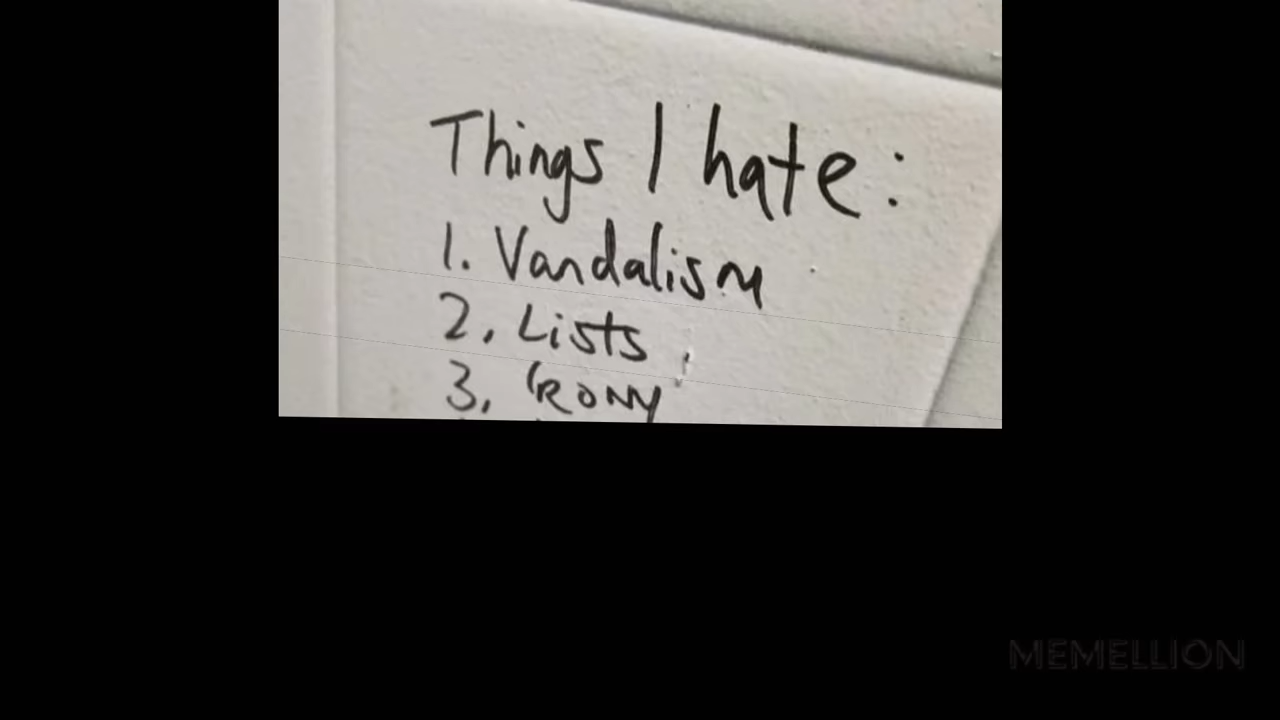 Things I hate:
1. Vandalism
2. Lists
3. IRONY
MEMELLION